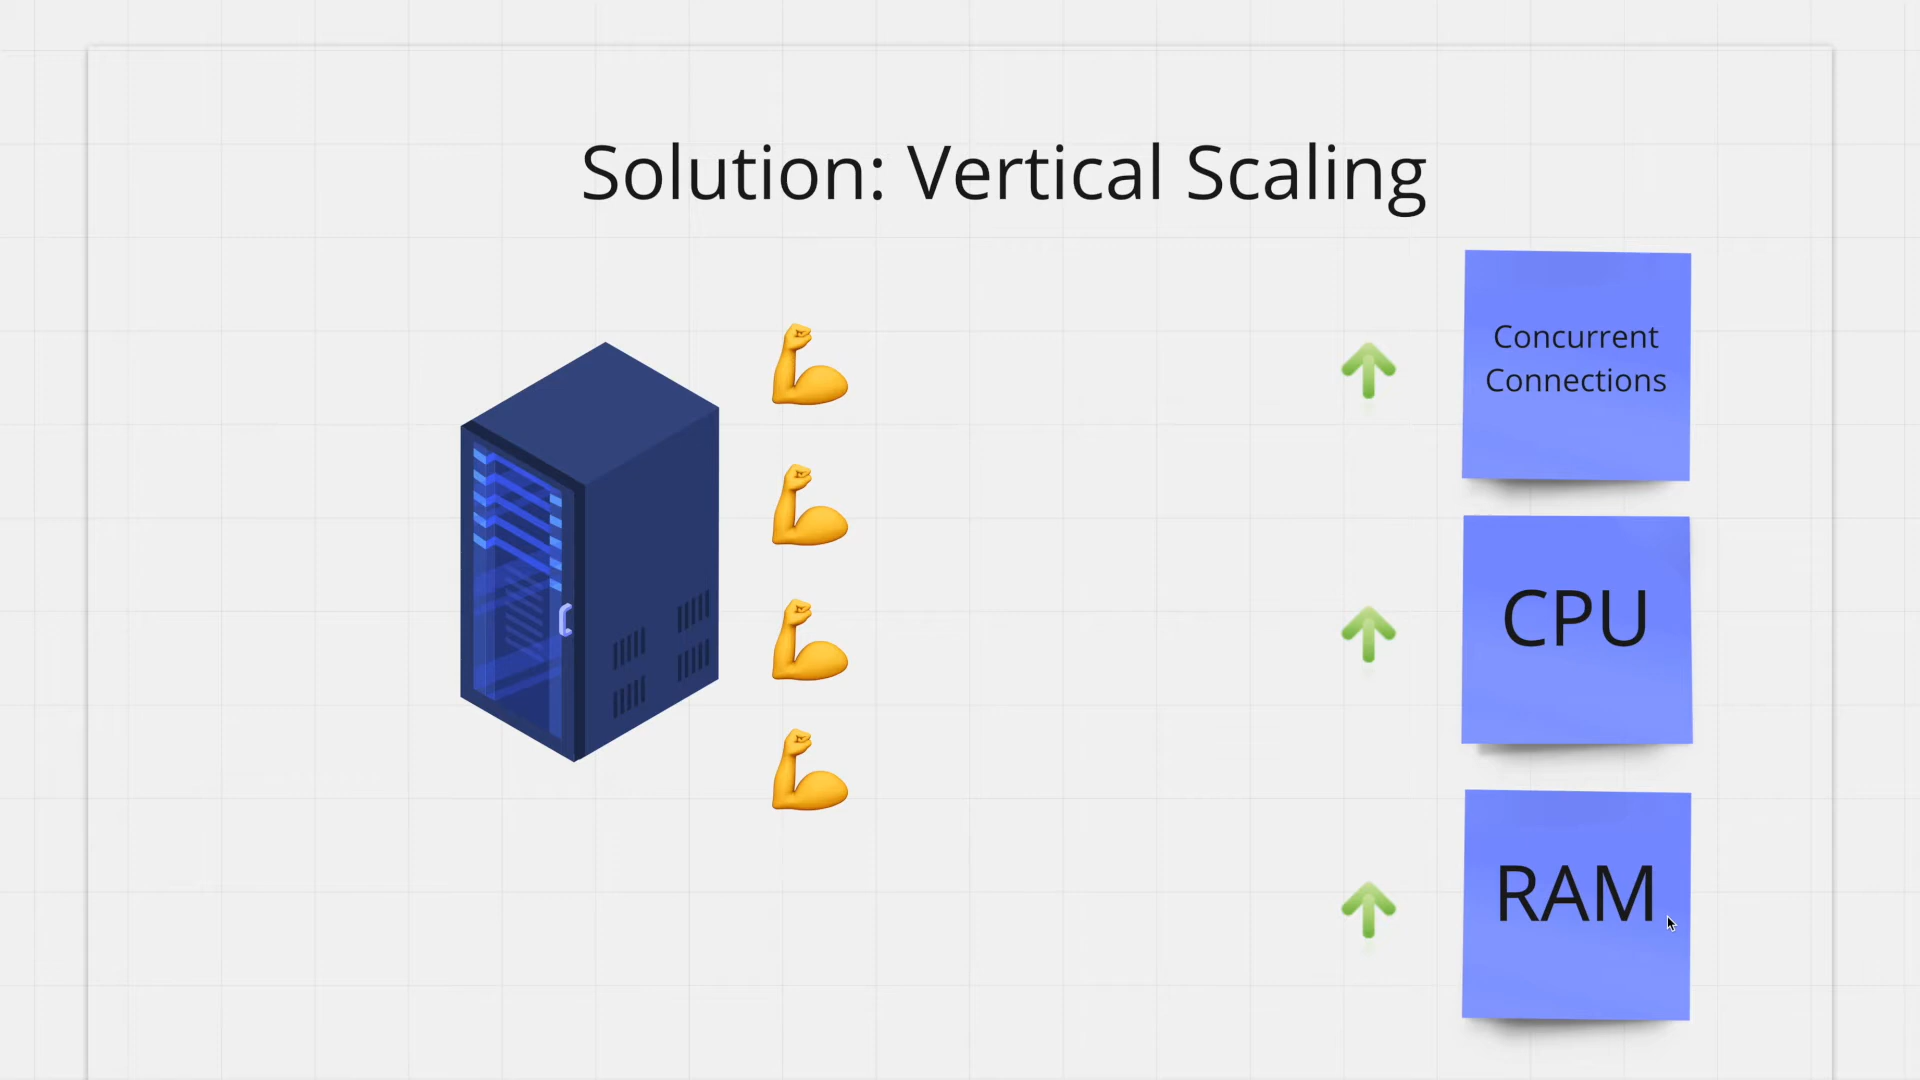 Solution: Vertical Scaling
Concurrent
Connections
CPU
RAM